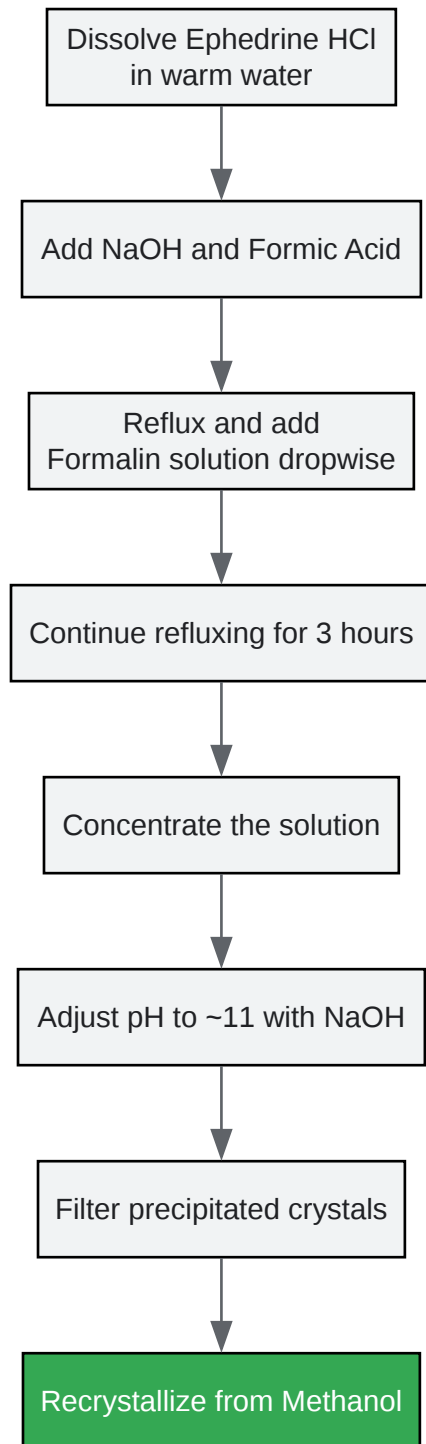 Dissolve Ephedrine HCl
in warm water
Add NaOH and Formic Acid
Reflux and add
Formalin solution dropwise
Continue refluxing for 3 hours
Concentrate the solution
Adjust pH to ~11 with NaOH
Filter precipitated crystals
Recrystallize from Methanol